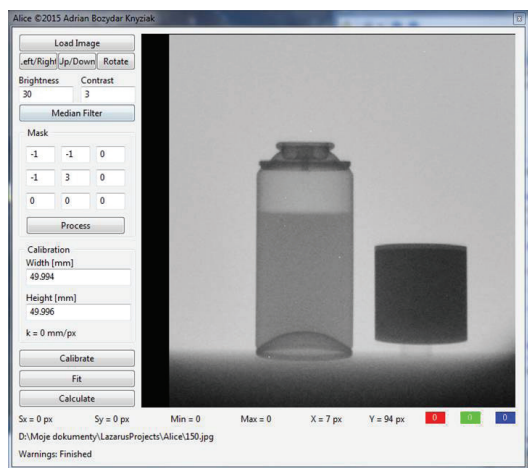 Alice ©2015 Adrian Bozydar Knyziak
Load Image
.eft/Right Jp/Down Rotate
Brightness Contrast
30 3
Median Filter
Mask
-1 -1 0
-1 3 0
0 0 0
Process
Calibration
Width [mm]
49.994
Height [mm]
49.996
k = 0 mm/px
Calibrate
Fit
Calculate
Sx = 0 px Sy = 0 px Min = 0 Max = 0 X = 7 px Y = 94 px 0 0 0
D:\Moje dokumenty\LazarusProjects\Alice\150.jpg
Warnings: Finished